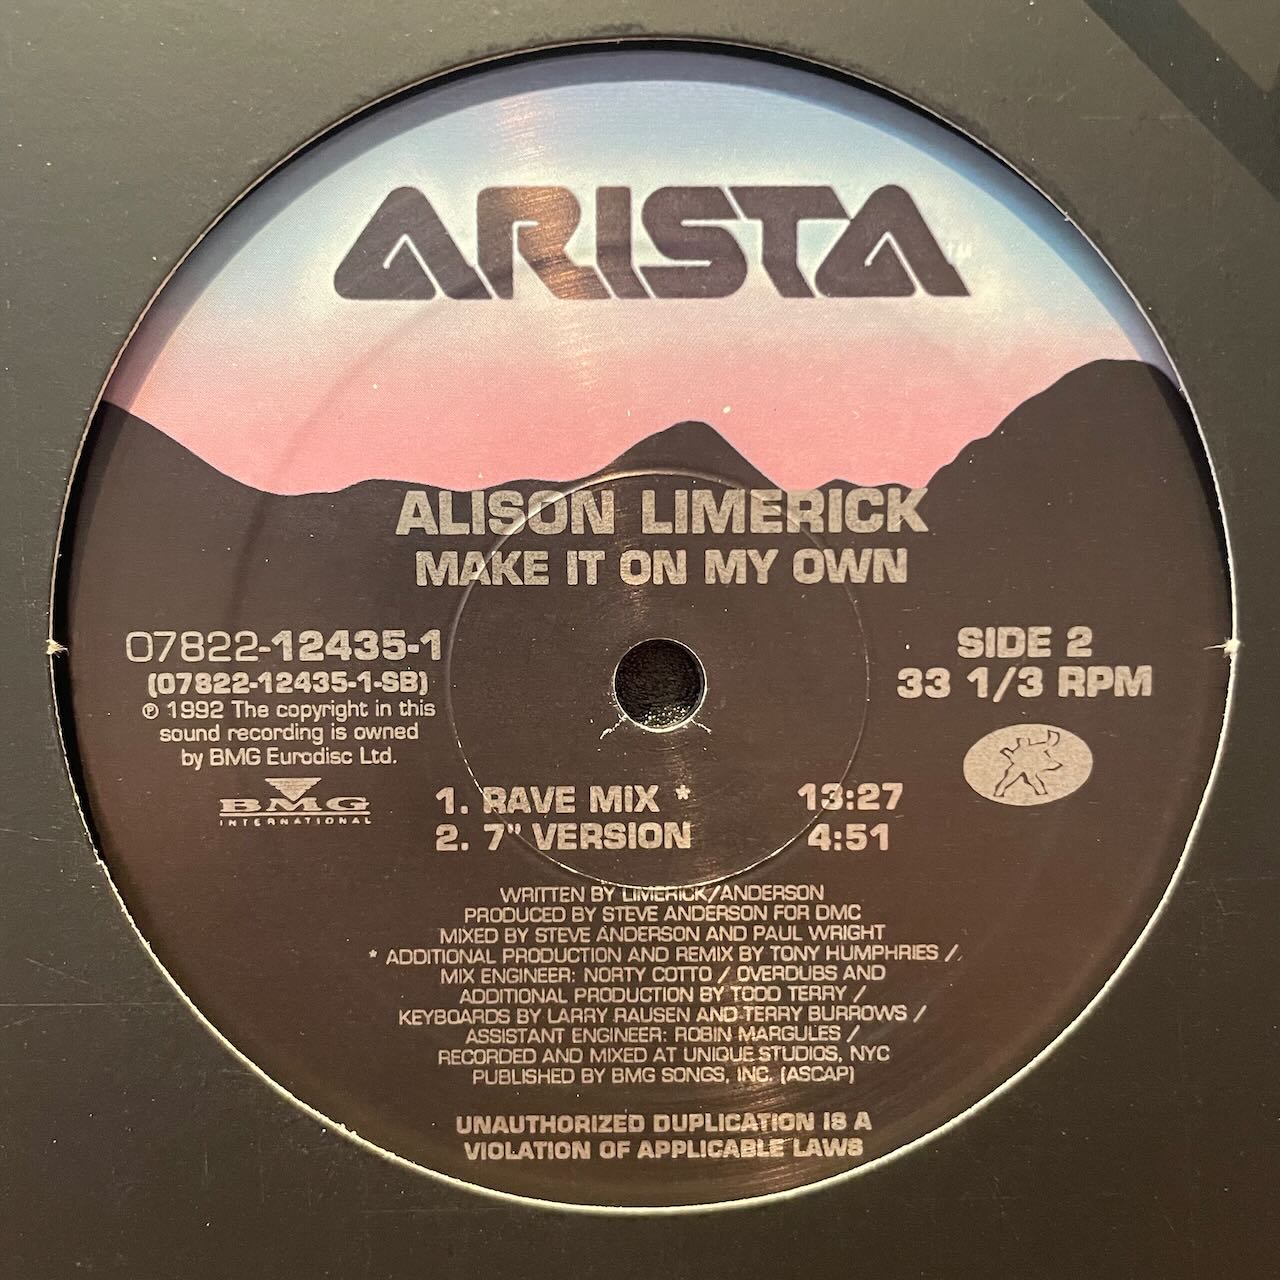 ARISTA
TM
ALISON LIMERICK
MAKE IT ON MY OWN
07822-12435-1
(07822-12435-1-SB)
℗ 1992 The copyright in this
sound recording is owned
by BMG Eurodisc Ltd.
BMG
INTERNATIONAL
SIDE 2
33 1/3 RPM
1. RAVE MIX * 13:27
2. 7" VERSION 4:51
WRITTEN BY LIMERICK/ANDERSON
PRODUCED BY STEVE ANDERSON FOR DMC
MIXED BY STEVE ANDERSON AND PAUL WRIGHT
* ADDITIONAL PRODUCTION AND REMIX BY TONY HUMPHRIES /
MIX ENGINEER: NORTY COTTO / OVERDUBS AND
ADDITIONAL PRODUCTION BY TODD TERRY /
KEYBOARDS BY LARRY RAUSEN AND TERRY BURROWS /
ASSISTANT ENGINEER: ROBIN MARGULES /
RECORDED AND MIXED AT UNIQUE STUDIOS, NYC
PUBLISHED BY BMG SONGS, INC. (ASCAP)
UNAUTHORIZED DUPLICATION IS A
VIOLATION OF APPLICABLE LAWS